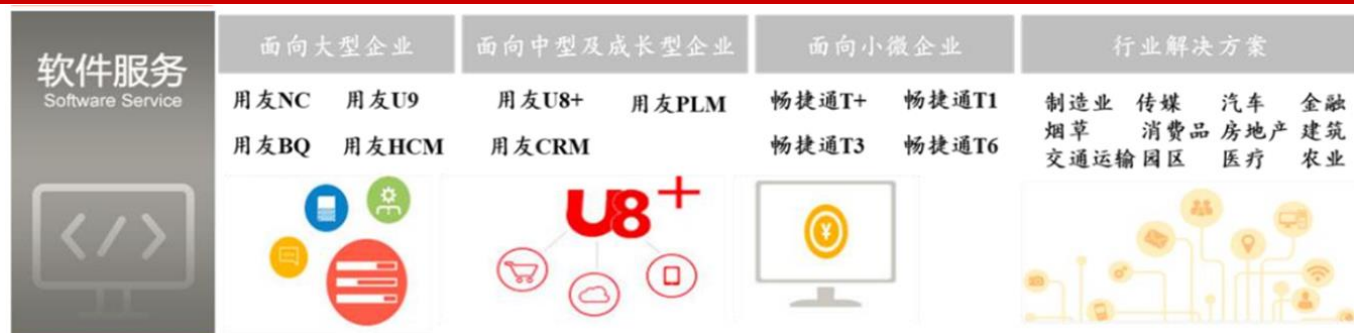 软件服务
Software Service
面向大型企业
用友NC 用友U9
用友BQ 用友HCM
面向中型及成长型企业
用友U8+ 用友PLM
用友CRM
U8+
面向小微企业
畅捷通T+ 畅捷通T1
畅捷通T3 畅捷通T6
¥
行业解决方案
制造业 传媒 汽车 金融
烟草 消费品 房地产 建筑
交通运输 园区 医疗 农业